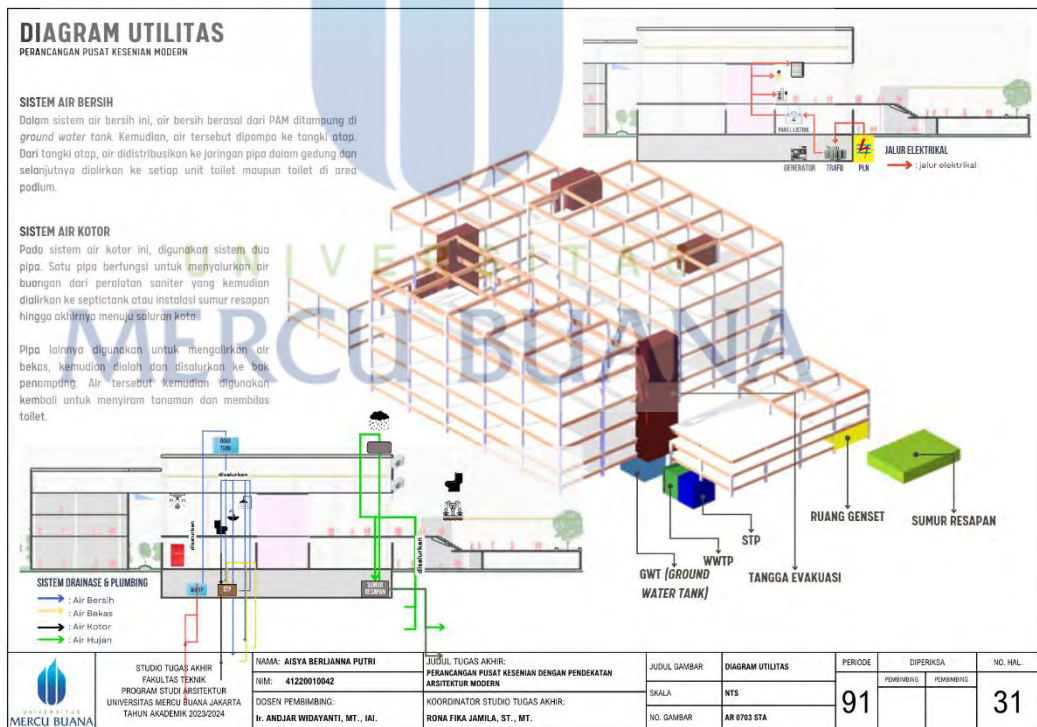 DIAGRAM UTILITAS
PERANCANGAN PUSAT KESENIAN MODERN
SISTEM AIR BERSIH
Dalam sistem air bersih ini, air bersih berasal dari PAM ditampung di
ground water tank. Kemudian, air tersebut dipompa ke tangki atap.
Dari tangki atap, air didistribusikan ke jaringan pipa dalam gedung dan
selanjutnya dialirkan ke setiap unit toilet maupun toilet di area
podium.
SISTEM AIR KOTOR
Pada sistem air kotor ini, digunakan sistem dua
pipa. Satu pipa berfungsi untuk menyalurkan air
buangan dari peralatan saniter yang kemudian
dialirkan ke septictank atau instalasi sumur resapan
hingga akhirnya menuju saluran kota.
Pipa lainnya digunakan untuk mengalirkan air
bekas, kemudian diolah dan disalurkan ke bak
penampung. Air tersebut kemudian digunakan
kembali untuk menyiram tanaman dan membilas
toilet.
PANEL LISTRIK
GENERATOR
TRAFO
PLN
JALUR ELEKTRIKAL
: jalur elektrikal
UNIVERSITAS
MERCU BUANA
RUANG GENSET
SUMUR RESAPAN
STP
WWTP
GWT (GROUND
WATER TANK)
TANGGA EVAKUASI
TANK
disalurkan
disalurkan
disalurkan
WWTP
STP
SUMUR
RESAPAN
SISTEM DRAINASE & PLUMBING
: Air Bersih
: Air Bekas
: Air Kotor
: Air Hujan
UNIVERSITAS
MERCU BUANA
STUDIO TUGAS AKHIR
FAKULTAS TEKNIK
PROGRAM STUDI ARSITEKTUR
UNIVERSITAS MERCU BUANA JAKARTA
TAHUN AKADEMIK 2023/2024
NAMA: AISYA BERLIANNA PUTRI
NIM: 41220010042
DOSEN PEMBIMBING:
Ir. ANDJAR WIDAYANTI, MT., IAI.
JUDUL TUGAS AKHIR:
PERANCANGAN PUSAT KESENIAN DENGAN PENDEKATAN
ARSITEKTUR MODERN
KOORDINATOR STUDIO TUGAS AKHIR:
RONA FIKA JAMILA, ST., MT.
JUDUL GAMBAR
DIAGRAM UTILITAS
SKALA
NTS
NO. GAMBAR
AR 0703 STA
PERIODE
91
DIPERIKSA
PEMBIMBING
PEMBIMBING
NO. HAL.
31